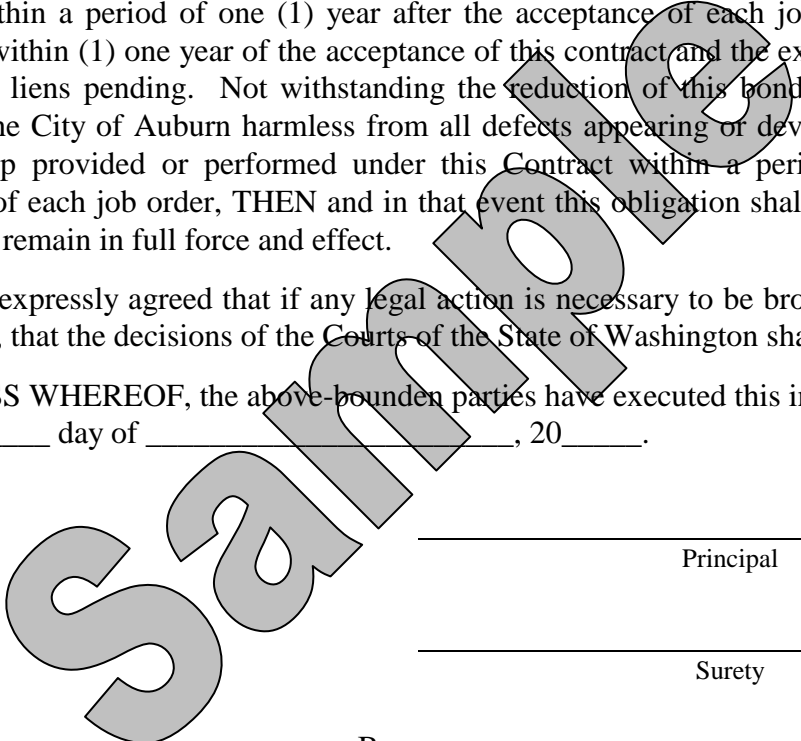 thin a period of one (1) year after the acceptance of each jo
within (1) one year of the acceptance of this contract and the ex
liens pending. Not withstanding the reduction of this bond
he City of Auburn harmless from all defects appearing or dev
p provided or performed under this Contract within a peri
of each job order, THEN and in that event this obligation shal
remain in full force and effect.
expressly agreed that if any legal action is necessary to be bro
, that the decisions of the Courts of the State of Washington sha
SS WHEREOF, the above-bounden parties have executed this in
____ day of _______________________, 20_____.
Principal
Surety
Sample